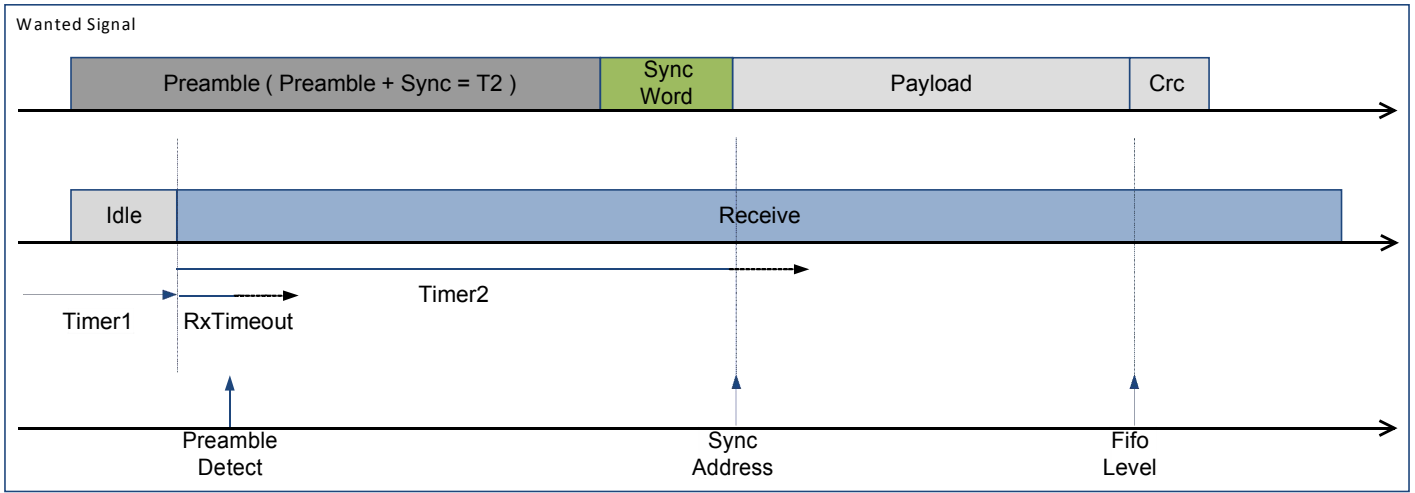 Wanted Signal
Preamble ( Preamble + Sync = T2 )
Sync
Word
Payload
Crc
Idle
Receive
Timer2
Timer1
RxTimeout
Preamble
Detect
Sync
Address
Fifo
Level